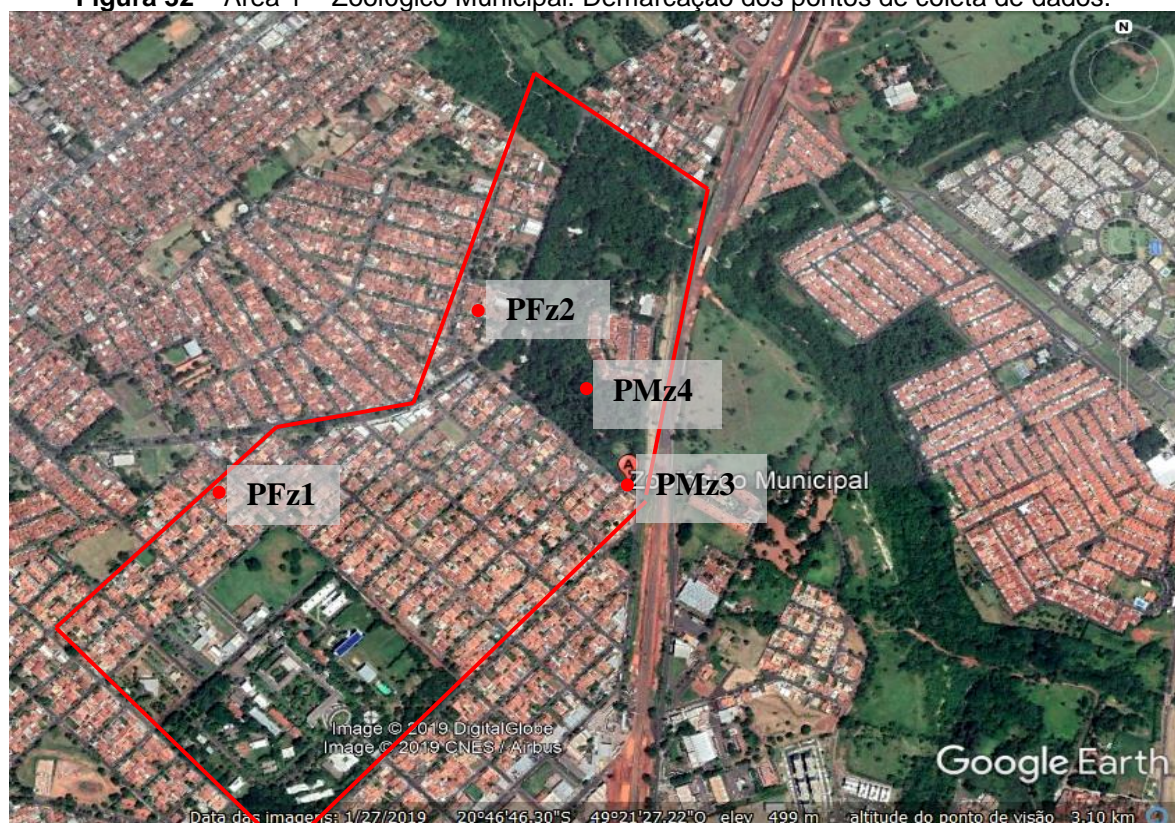 Figura 32 – Área 1 – Zoológico Municipal. Demarcação dos pontos de coleta de dados.
N
PFz2
PMz4
A
Municipal
PMz3
PFz1
Image © 2019 DigitalGlobe
Image © 2019 CNES / Airbus
Google Earth
Data das imagens: 1/27/2019 20°46'46.30"S 49°21'27.22"O elev 499 m altitude do ponto de visão 3.10 km